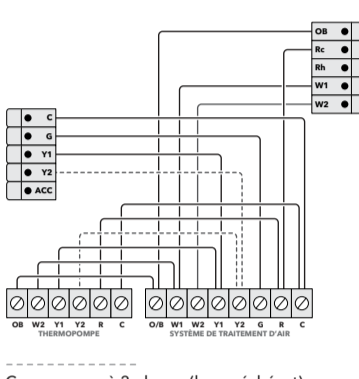 OB
Rc
Rh
W1
W2
C
G
Y1
Y2
ACC
OB W2 Y1 Y2 R C
THERMOPOMPE
O/B W1 W2 Y1 Y2 G R C
SYSTÈME DE TRAITEMENT D'AIR